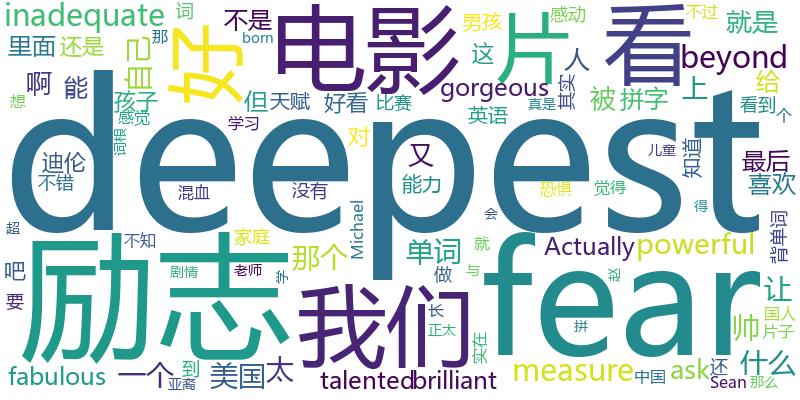 inadequate
词
不是
电影
片
男孩
感动
看
不过
就是
born
那
里面
还是
自己
好
这
人
beyond
gorgeous
其实
给
啊
能
孩子
但
天赋
好看
比赛
被
拼字
上
想
感觉
deepest
英语
看到
个
真是
学习
词根
对
又
迪伦
不错
混血
没有
能力
恐惧
觉得
儿童
知道
最后
喜欢
得
超
不知
家庭
那个
Michael
单词
会
就
Actually
powerful
背单词
励志
fear
吧
要
剧情
老师
学
我们
做
与
赵
让
长
正太
实在
拼
帅
国人
片子
fabulous
一个
到
亚裔
美国
太
talented
brilliant
measure
中国
ask
还
Sean
什么
那么